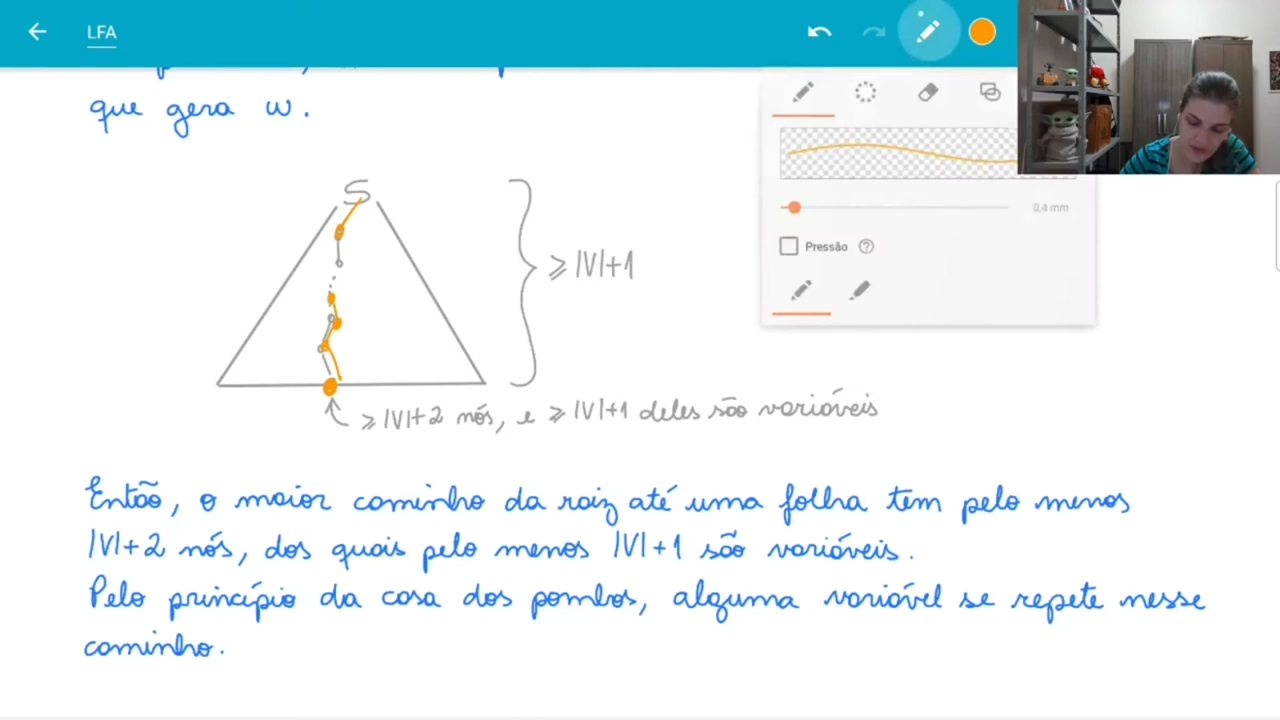 LFA
que gera w.
0,4 mm
Pressão
S
≥ |V|+1
≥ |V|+2 nós, e ≥ |V|+1 deles são variáveis
Então, o maior caminho da raiz até uma folha tem pelo menos
|V|+2 nós, dos quais pelo menos |V|+1 são variáveis.
Pelo princípio da casa dos pombos, alguma variável se repete nesse
caminho.